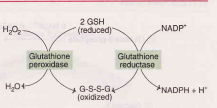 2 GSH
(reduced)
H₂O₂
NADP⁺
Glutathione
peroxidase
Glutathione
reductase
H₂O
G-S-S-G
(oxidized)
NADPH + H⁺